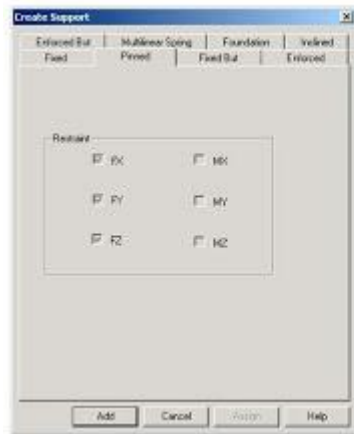 Create Support
Enforced But Multilinear Spring Foundation Inclined
Fixed Pinned Fixed But Enforced
Restraint
FX MX
FY MY
FZ MZ
Add Cancel Assign Help